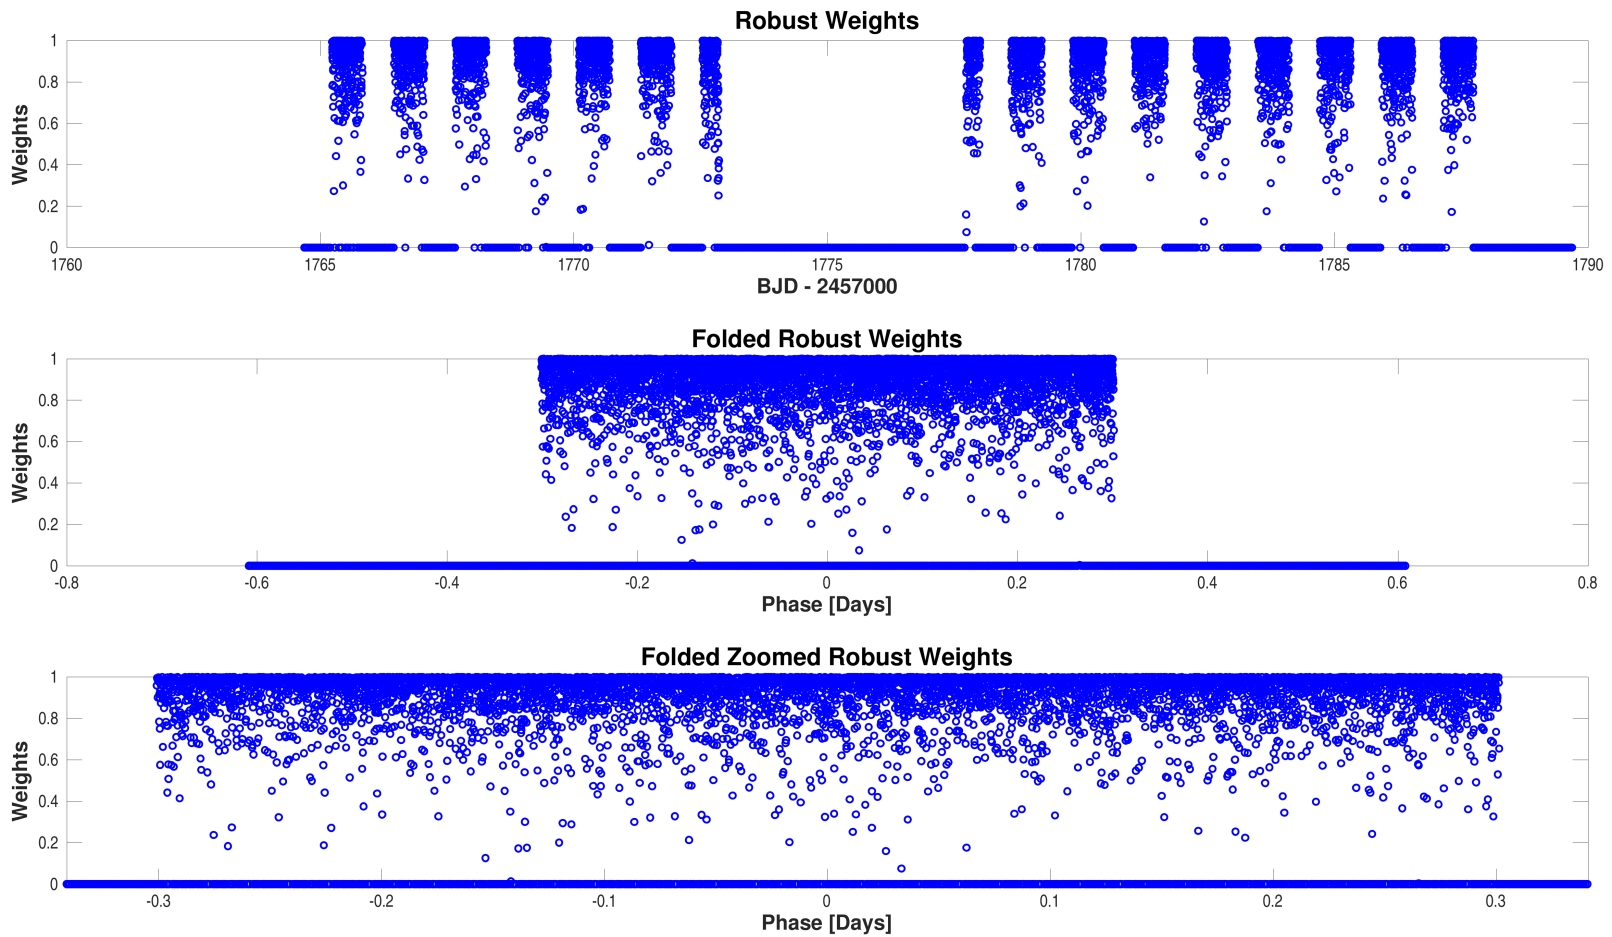 Robust Weights
1
0.8
0.6
0.4
0.2
0
Weights
1760 1765 1770 1775 1780 1785 1790
BJD - 2457000
Folded Robust Weights
1
0.8
0.6
0.4
0.2
0
Weights
-0.8 -0.6 -0.4 -0.2 0 0.2 0.4 0.6 0.8
Phase [Days]
Folded Zoomed Robust Weights
1
0.8
0.6
0.4
0.2
0
Weights
-0.3 -0.2 -0.1 0 0.1 0.2 0.3
Phase [Days]